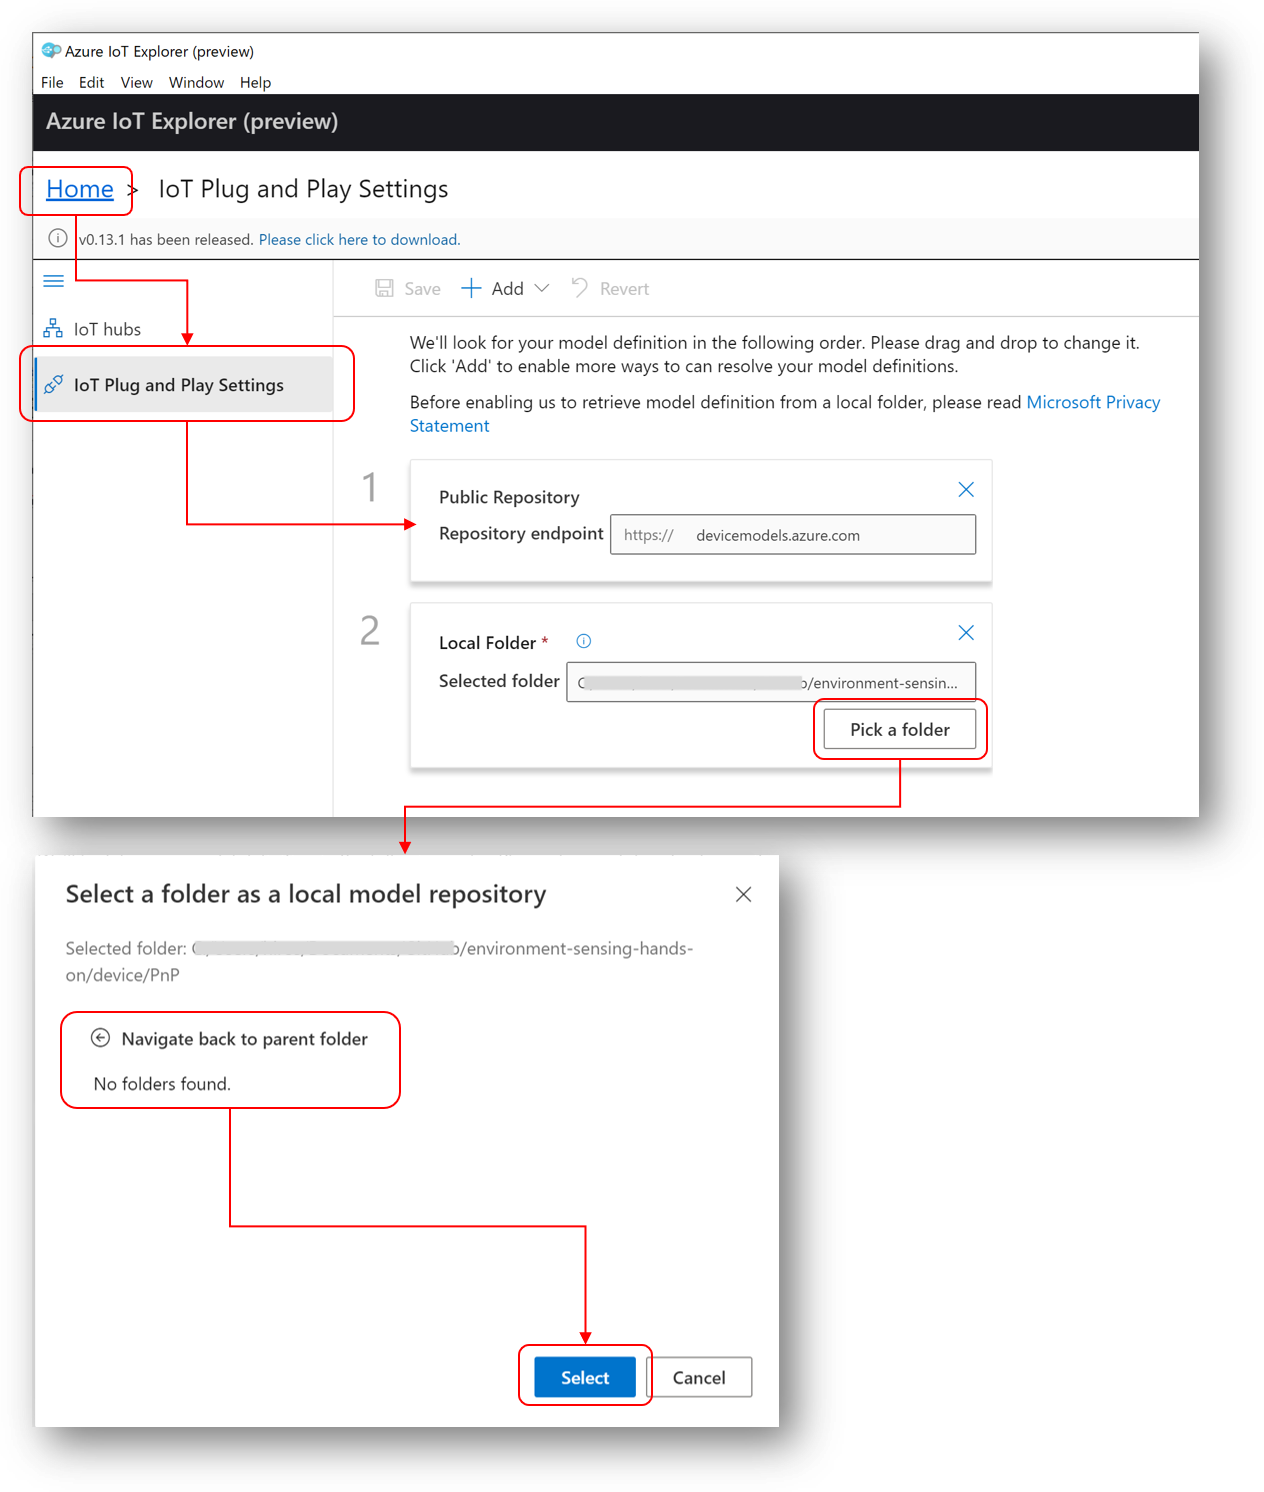 Azure IoT Explorer (preview)
File Edit View Window Help
Azure IoT Explorer (preview)
Home > IoT Plug and Play Settings
v0.13.1 has been released. Please click here to download.
Save Add Revert
IoT hubs
IoT Plug and Play Settings
We'll look for your model definition in the following order. Please drag and drop to change it.
Click 'Add' to enable more ways to can resolve your model definitions.
Before enabling us to retrieve model definition from a local folder, please read Microsoft Privacy
Statement
1
Public Repository
Repository endpoint https:// devicemodels.azure.com
2
Local Folder *
Selected folder /environment-sensin...
Pick a folder
Select a folder as a local model repository
Selected folder: /environment-sensing-hands-
on/device/PnP
Navigate back to parent folder
No folders found.
Select Cancel